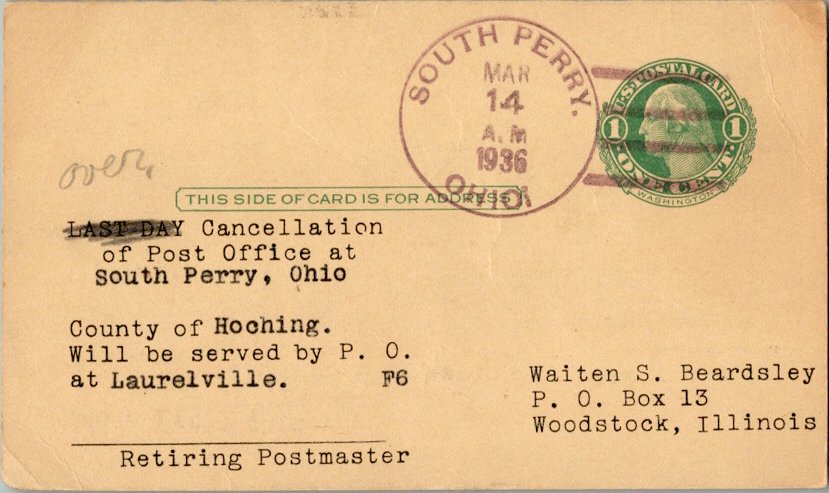 SOUTH PERRY.
MAR
14
A.M
1936
OHIO.
U.S. POSTAL CARD
1 1
ONE CENT
WASHINGTON
over
THIS SIDE OF CARD IS FOR ADDRESS
LAST DAY Cancellation
of Post Office at
South Perry, Ohio
County of Hoching.
Will be served by P. O.
at Laurelville. F6
Retiring Postmaster
Waiten S. Beardsley
P. O. Box 13
Woodstock, Illinois